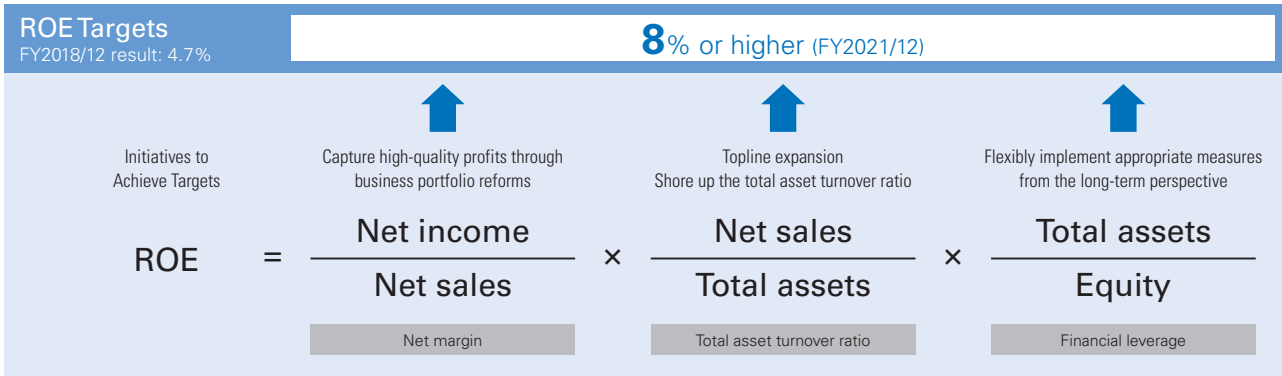 ROE Targets
FY2018/12 result: 4.7%
8% or higher (FY2021/12)
Initiatives to
Achieve Targets
Capture high-quality profits through
business portfolio reforms
Topline expansion
Shore up the total asset turnover ratio
Flexibly implement appropriate measures
from the long-term perspective
ROE
=
Net income
Net sales
Net margin
×
Net sales
Total assets
Total asset turnover ratio
×
Total assets
Equity
Financial leverage